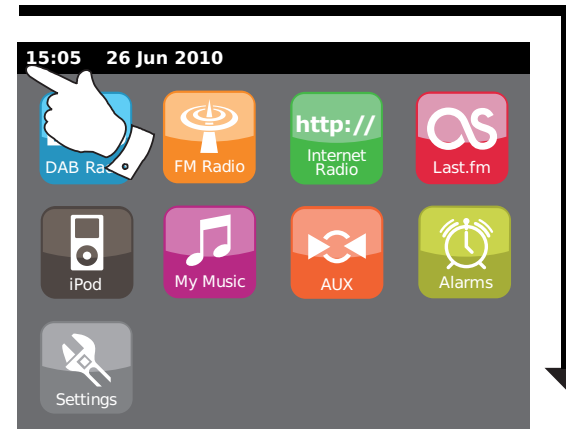 15:05 26 Jun 2010
DAB
FM Radio
http://
Internet
Radio
Last.fm
iPod
My Music
AUX
Alarms
Settings